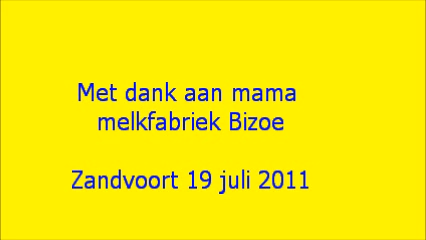 Met dank aan mama
melkfabriek Bizoe
Zandvoort 19 juli 2011